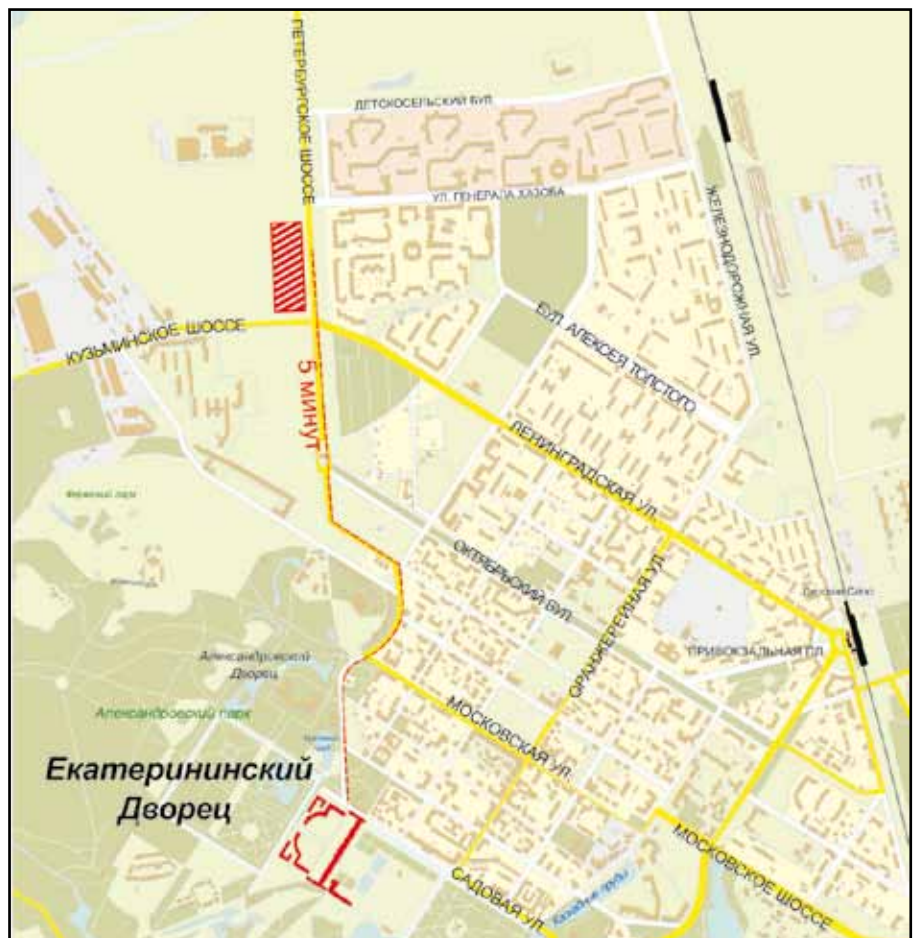 ПЕТЕРБУРГСКОЕ ШОССЕ
ДЕТСКОСЕЛЬСКИЙ БУЛ.
УЛ. ГЕНЕРАЛА ХАЗОВА
ЖЕЛЕЗНОДОРОЖНАЯ УЛ.
КУЗЬМИНСКОЕ ШОССЕ
БУЛ. АЛЕКСЕЯ ТОЛСТОГО
5 МИНУТ
ЛЕНИНГРАДСКАЯ УЛ.
ОКТЯБРЬСКИЙ БУЛ.
ОРАНЖЕРЕЙНАЯ УЛ.
ПРИВОКЗАЛЬНАЯ ПЛ.
Александровский
Дворец
Александровский парк
МОСКОВСКАЯ УЛ.
Екатерининский
Дворец
МОСКОВСКОЕ ШОССЕ
САДОВАЯ УЛ.